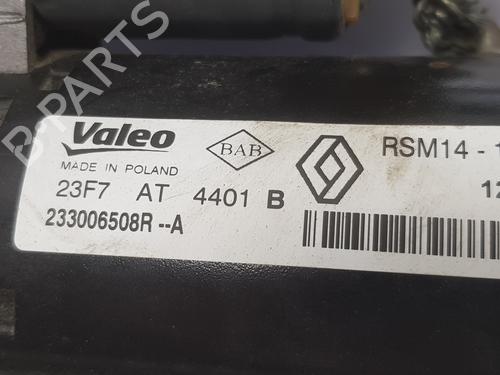 B-PARTS
Valeo
MADE IN POLAND
BAB
RSM14 - 1
23F7 AT 4401 B
12
233006508R --A